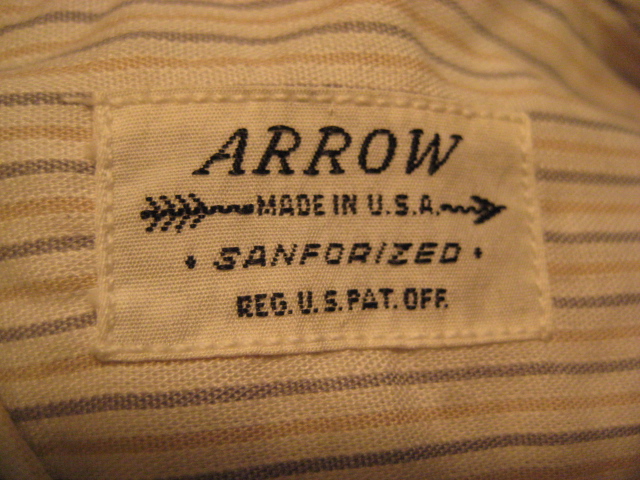 ARROW
MADE IN U.S.A.
• SANFORIZED •
REG. U.S. PAT. OFF.